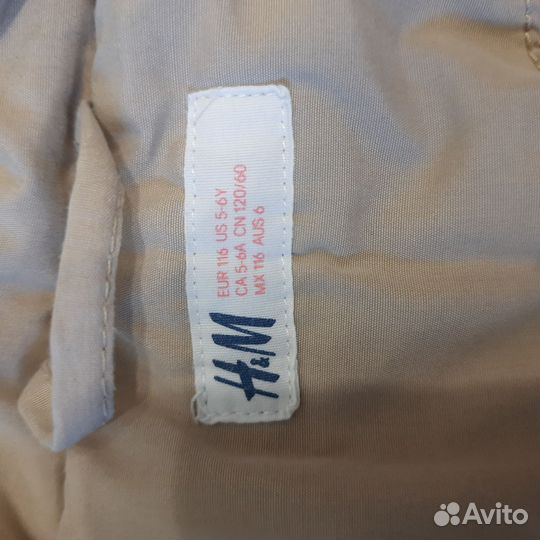 EUR 116 US 5-6Y
CA 5-6A CN 120/60
MX 116 AUS 6
H&M
Avito